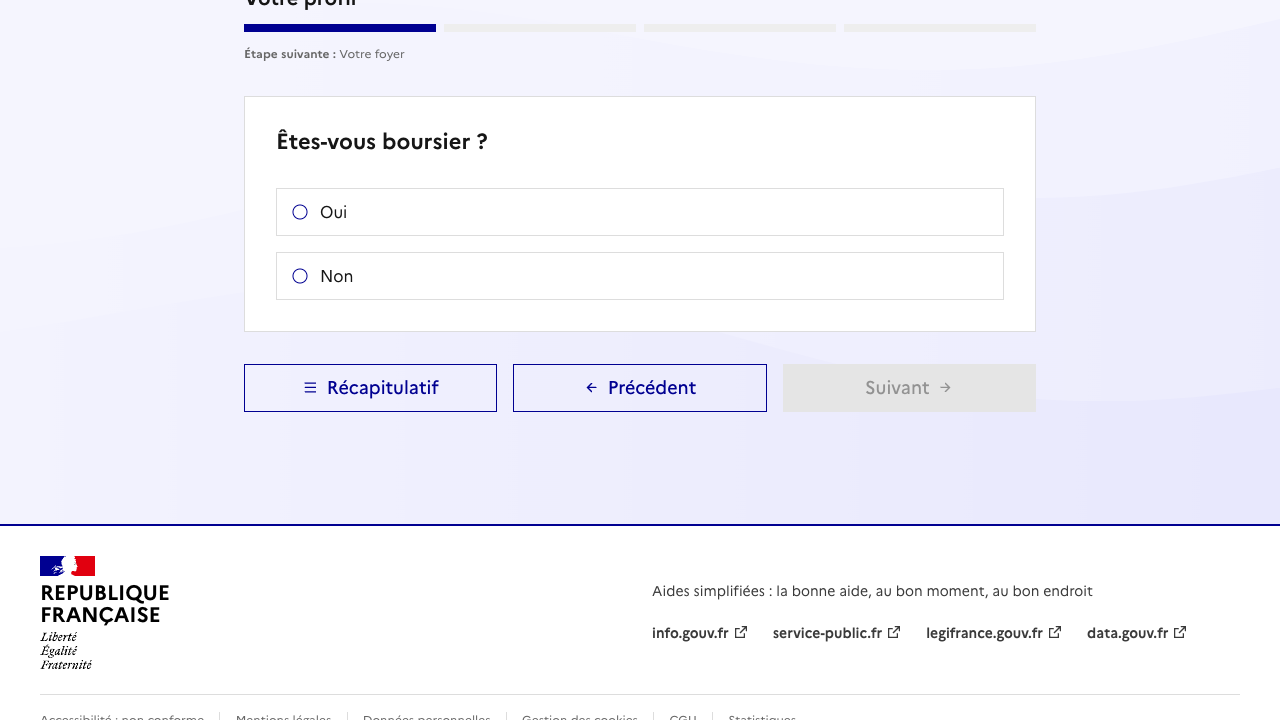 Votre profil
Étape suivante : Votre foyer
Êtes-vous boursier ?
Oui
Non
Récapitulatif
Précédent
Suivant
REPUBLIQUE
FRANÇAISE
Liberté
Égalité
Fraternité
Aides simplifiées : la bonne aide, au bon moment, au bon endroit
info.gouv.fr service-public.fr legifrance.gouv.fr data.gouv.fr
Accessibilité : non conforme Mentions légales Données personnelles Gestion des cookies CGU Statistiques